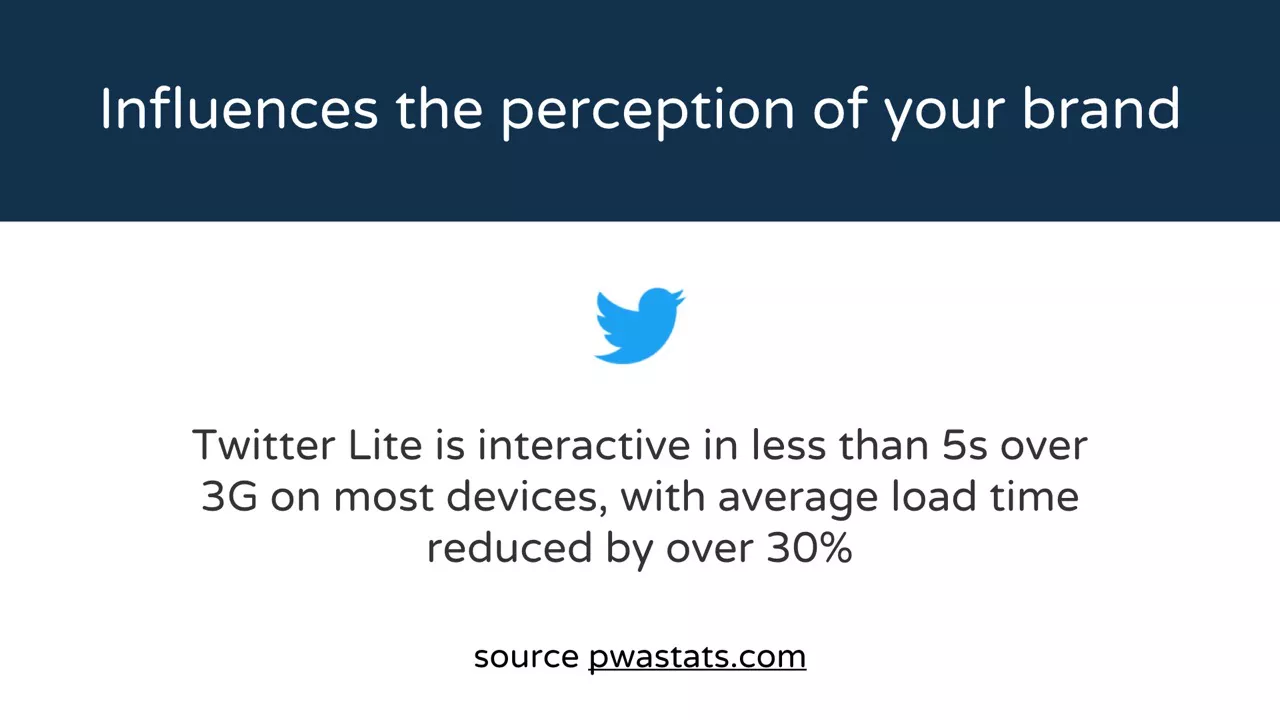 Influences the perception of your brand
Twitter Lite is interactive in less than 5s over
3G on most devices, with average load time
reduced by over 30%
source pwastats.com